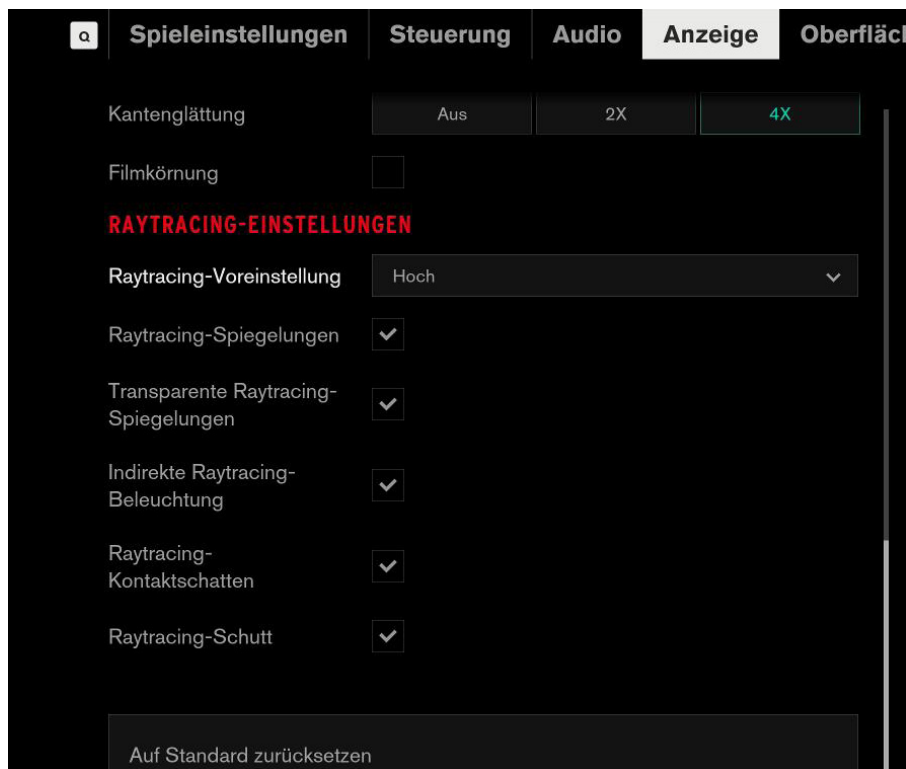 Q
Spieleinstellungen
Steuerung
Audio
Anzeige
Oberfläc
Kantenglättung
Aus
2X
4X
Filmkörnung
RAYTRACING-EINSTELLUNGEN
Raytracing-Voreinstellung
Hoch
Raytracing-Spiegelungen
Transparente Raytracing-
Spiegelungen
Indirekte Raytracing-
Beleuchtung
Raytracing-
Kontaktschatten
Raytracing-Schutt
Auf Standard zurücksetzen